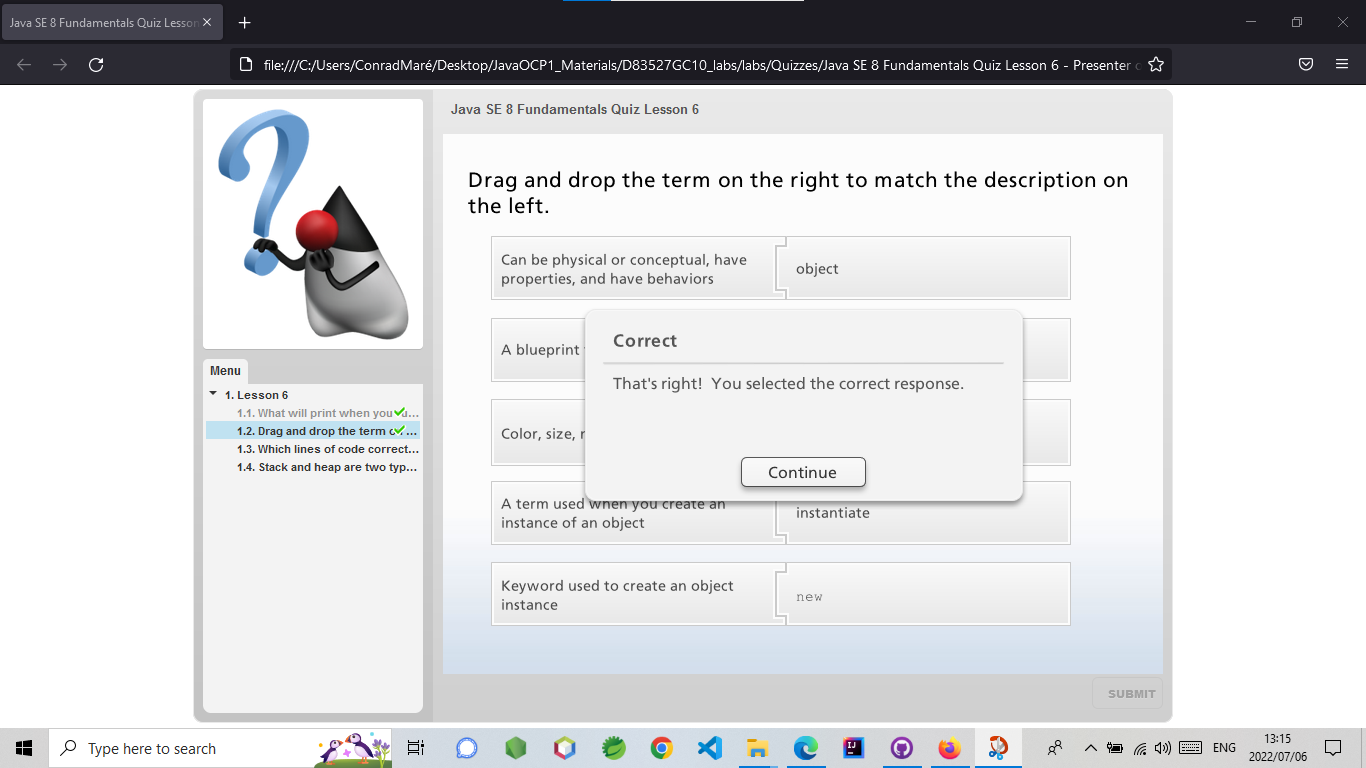 Java SE 8 Fundamentals Quiz Lesson
file:///C:/Users/ConradMaré/Desktop/JavaOCP1_Materials/D83527GC10_labs/labs/Quizzes/Java SE 8 Fundamentals Quiz Lesson 6 - Presenter
Java SE 8 Fundamentals Quiz Lesson 6
Drag and drop the term on the right to match the description on
the left.
Can be physical or conceptual, have
properties, and have behaviors
object
A blueprint
Color, size,
A term used when you create an
instance of an object
instantiate
Keyword used to create an object
instance
new
Correct
That's right! You selected the correct response.
Continue
Menu
1. Lesson 6
1.1. What will print when you ...
1.2. Drag and drop the term ...
1.3. Which lines of code correct...
1.4. Stack and heap are two typ...
SUBMIT
Type here to search
ENG
13:15
2022/07/06